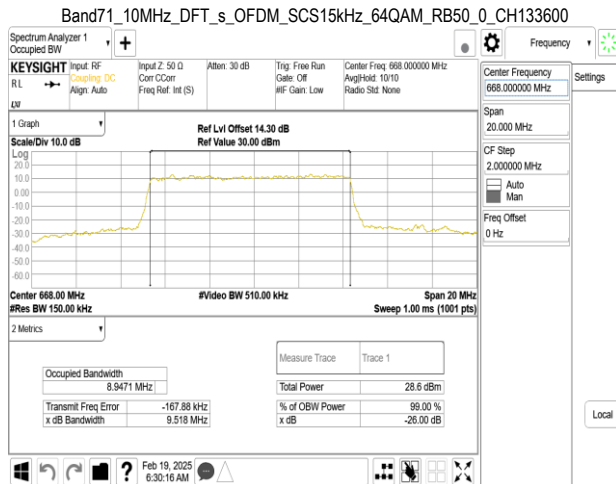 Band71_10MHz_DFT_s_OFDM_SCS15kHz_64QAM_RB50_0_CH133600
Spectrum Analyzer 1
Occupied BW
+
Frequency
KEYSIGHT
Input: RF
Coupling: DC
Align: Auto
Input Z: 50 Ω
Corr CCorr
Freq Ref: Int (S)
Atten: 30 dB
Trig: Free Run
Gate: Off
#IF Gain: Low
Center Freq: 668.000000 MHz
Avg|Hold: 10/10
Radio Std: None
RL
LXI
Center Frequency
668.000000 MHz
Settings
Span
20.000 MHz
CF Step
2.000000 MHz
Auto
Man
Freq Offset
0 Hz
1 Graph
Ref Lvl Offset 14.30 dB
Scale/Div 10.0 dB
Ref Value 30.00 dBm
Log
20.0
10.0
0.00
-10.0
-20.0
-30.0
-40.0
-50.0
-60.0
Center 668.00 MHz
#Video BW 510.00 kHz
Span 20 MHz
#Res BW 150.00 kHz
Sweep 1.00 ms (1001 pts)
2 Metrics
Measure Trace
Trace 1
Occupied Bandwidth
8.9471 MHz
Total Power
28.6 dBm
Transmit Freq Error
-167.88 kHz
% of OBW Power
99.00 %
x dB Bandwidth
9.518 MHz
x dB
-26.00 dB
Local
?
Feb 19, 2025
6:30:16 AM